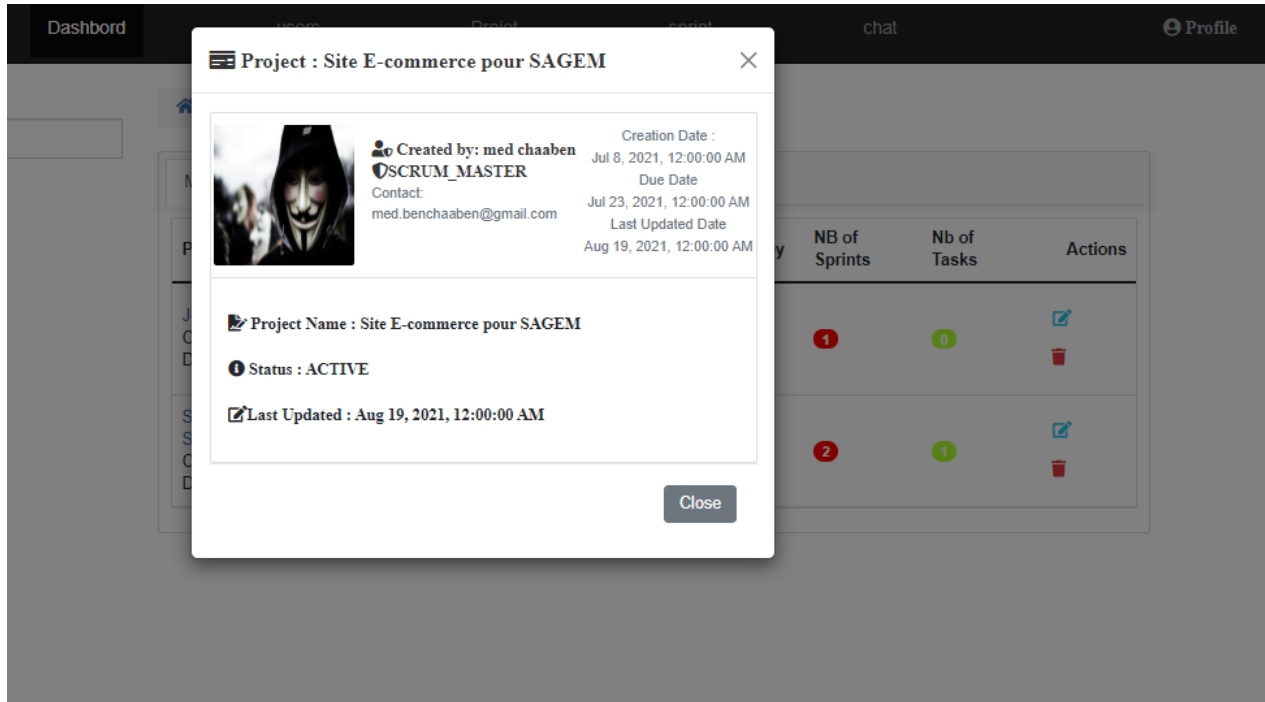 Dashbord users Projet sprint chat Profile
Project : Site E-commerce pour SAGEM
Created by: med chaaben
SCRUM_MASTER
Contact:
med.benchaaben@gmail.com
Creation Date :
Jul 8, 2021, 12:00:00 AM
Due Date
Jul 23, 2021, 12:00:00 AM
Last Updated Date
Aug 19, 2021, 12:00:00 AM
Project Name : Site E-commerce pour SAGEM
Status : ACTIVE
Last Updated : Aug 19, 2021, 12:00:00 AM
Close
NB of
Sprints
Nb of
Tasks
Actions
1 0
2 1